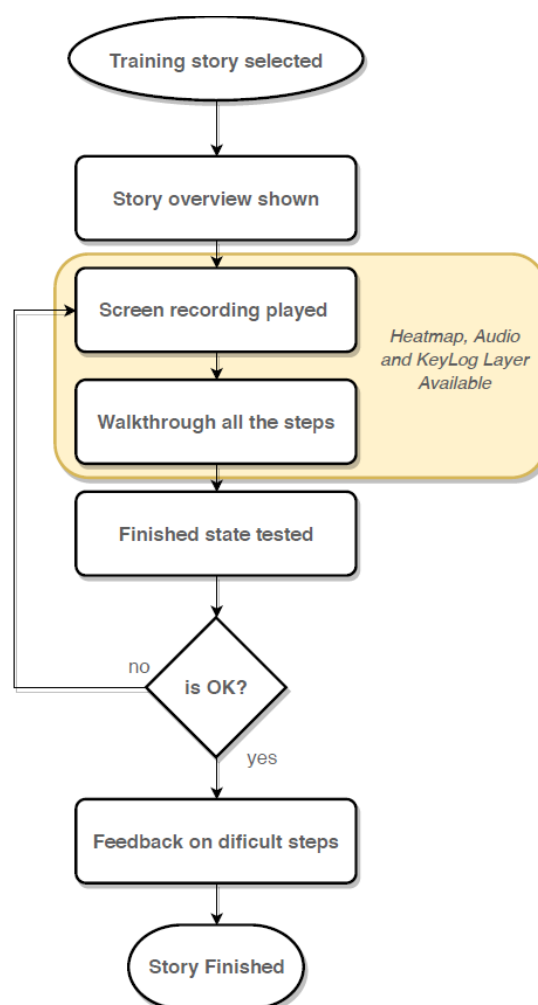 Training story selected
Story overview shown
Screen recording played
Heatmap, Audio
and KeyLog Layer
Available
Walkthrough all the steps
Finished state tested
no
is OK?
yes
Feedback on dificult steps
Story Finished